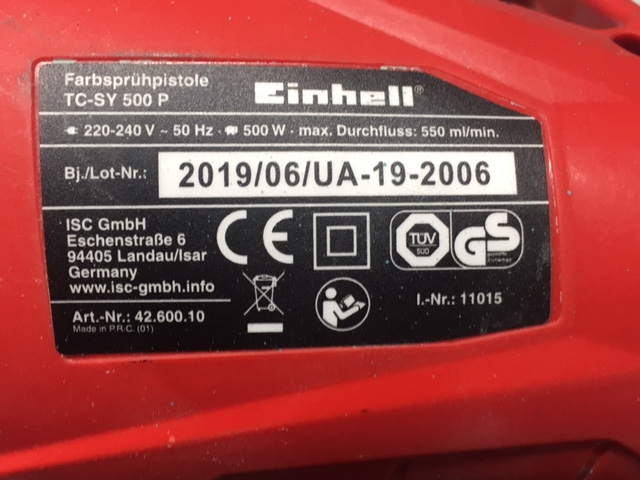 Farbsprühpistole
TC-SY 500 P
Einhell®
220-240 V ~ 50 Hz · 500 W · max. Durchfluss: 550 ml/min.
Bj./Lot-Nr.: 2019/06/UA-19-2006
ISC GmbH
Eschenstraße 6
94405 Landau/Isar
Germany
www.isc-gmbh.info
CE
TÜV
SÜD
GS
geprüfte
Sicherheit
Art.-Nr.: 42.600.10
I.-Nr.: 11015
Made in P.R.C. (01)